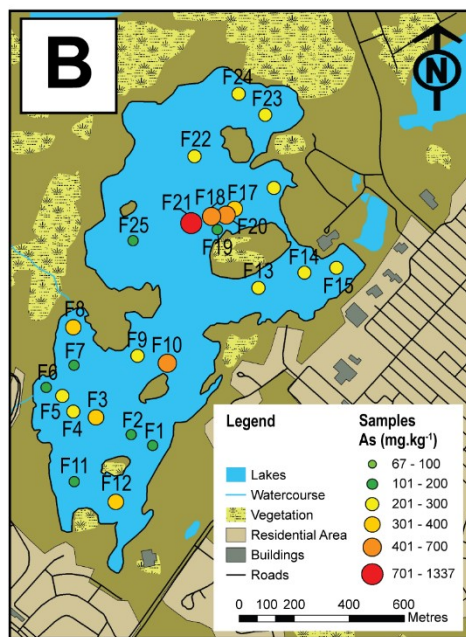 B
N
F24
F23
F22
F21
F18
F17
F20
F19
F25
F13
F14
F15
F8
F9
F10
F7
F6
F5
F4
F3
F2
F1
F11
F12
Legend
Lakes
Watercourse
Vegetation
Residential Area
Buildings
Roads
Samples
As (mg.kg⁻¹)
67 - 100
101 - 200
201 - 300
301 - 400
401 - 700
701 - 1337
0 200 400 600
Metres